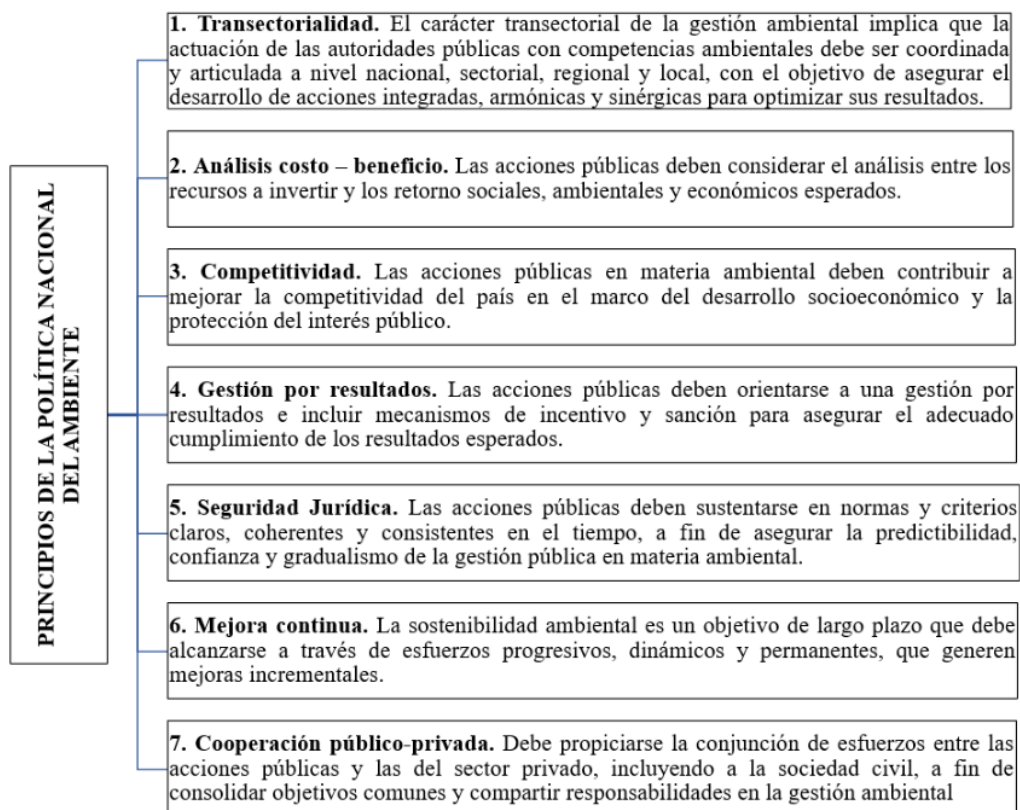 PRINCIPIOS DE LA POLÍTICA NACIONAL
DEL AMBIENTE
1. Transectorialidad. El carácter transectorial de la gestión ambiental implica que la
actuación de las autoridades públicas con competencias ambientales debe ser coordinada
y articulada a nivel nacional, sectorial, regional y local, con el objetivo de asegurar el
desarrollo de acciones integradas, armónicas y sinérgicas para optimizar sus resultados.
2. Análisis costo – beneficio. Las acciones públicas deben considerar el análisis entre los
recursos a invertir y los retorno sociales, ambientales y económicos esperados.
3. Competitividad. Las acciones públicas en materia ambiental deben contribuir a
mejorar la competitividad del país en el marco del desarrollo socioeconómico y la
protección del interés público.
4. Gestión por resultados. Las acciones públicas deben orientarse a una gestión por
resultados e incluir mecanismos de incentivo y sanción para asegurar el adecuado
cumplimiento de los resultados esperados.
5. Seguridad Jurídica. Las acciones públicas deben sustentarse en normas y criterios
claros, coherentes y consistentes en el tiempo, a fin de asegurar la predictibilidad,
confianza y gradualismo de la gestión pública en materia ambiental.
6. Mejora continua. La sostenibilidad ambiental es un objetivo de largo plazo que debe
alcanzarse a través de esfuerzos progresivos, dinámicos y permanentes, que generen
mejoras incrementales.
7. Cooperación público-privada. Debe propiciarse la conjunción de esfuerzos entre las
acciones públicas y las del sector privado, incluyendo a la sociedad civil, a fin de
consolidar objetivos comunes y compartir responsabilidades en la gestión ambiental